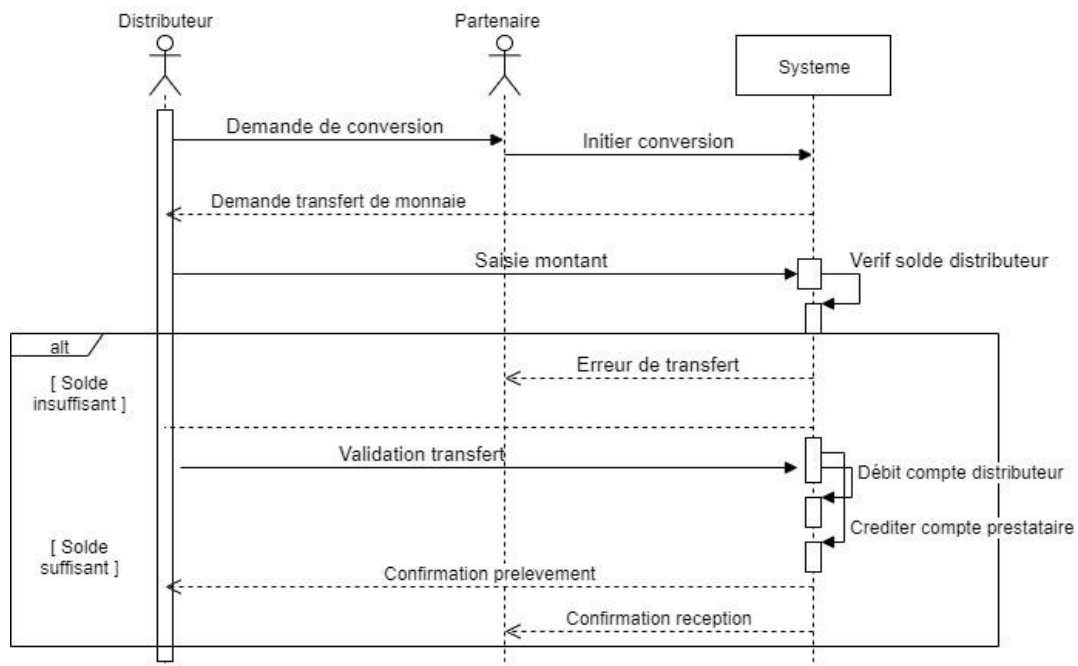 Distributeur
Partenaire
Systeme
Demande de conversion
Initier conversion
Demande transfert de monnaie
Saisie montant
Verif solde distributeur
alt
Erreur de transfert
[ Solde
insuffisant ]
Validation transfert
Débit compte distributeur
Crediter compte prestataire
[ Solde
suffisant ]
Confirmation prelevement
Confirmation reception